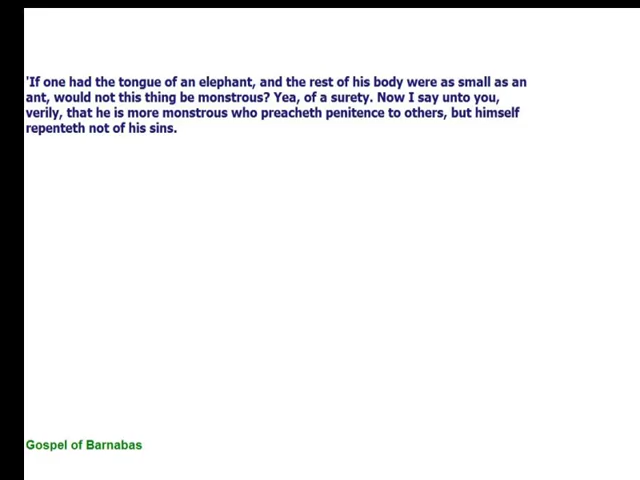 'If one had the tongue of an elephant, and the rest of his body were as small as an
ant, would not this thing be monstrous? Yea, of a surety. Now I say unto you,
verily, that he is more monstrous who preacheth penitence to others, but himself
repenteth not of his sins.
Gospel of Barnabas